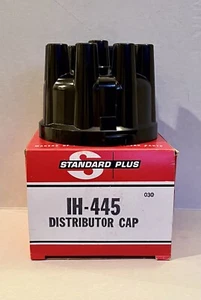 S
STANDARD PLUS
030
IH-445
DISTRIBUTOR CAP